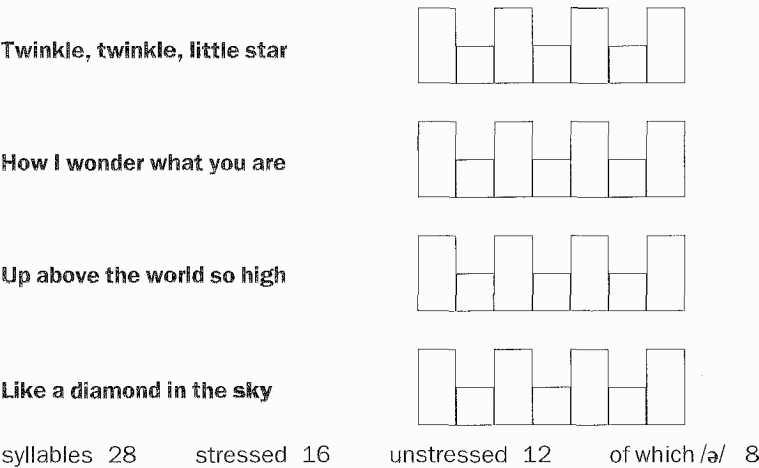 Twinkle, twinkle, little star
How I wonder what you are
Up above the world so high
Like a diamond in the sky
syllables 28 stressed 16 unstressed 12 of which /ə/ 8